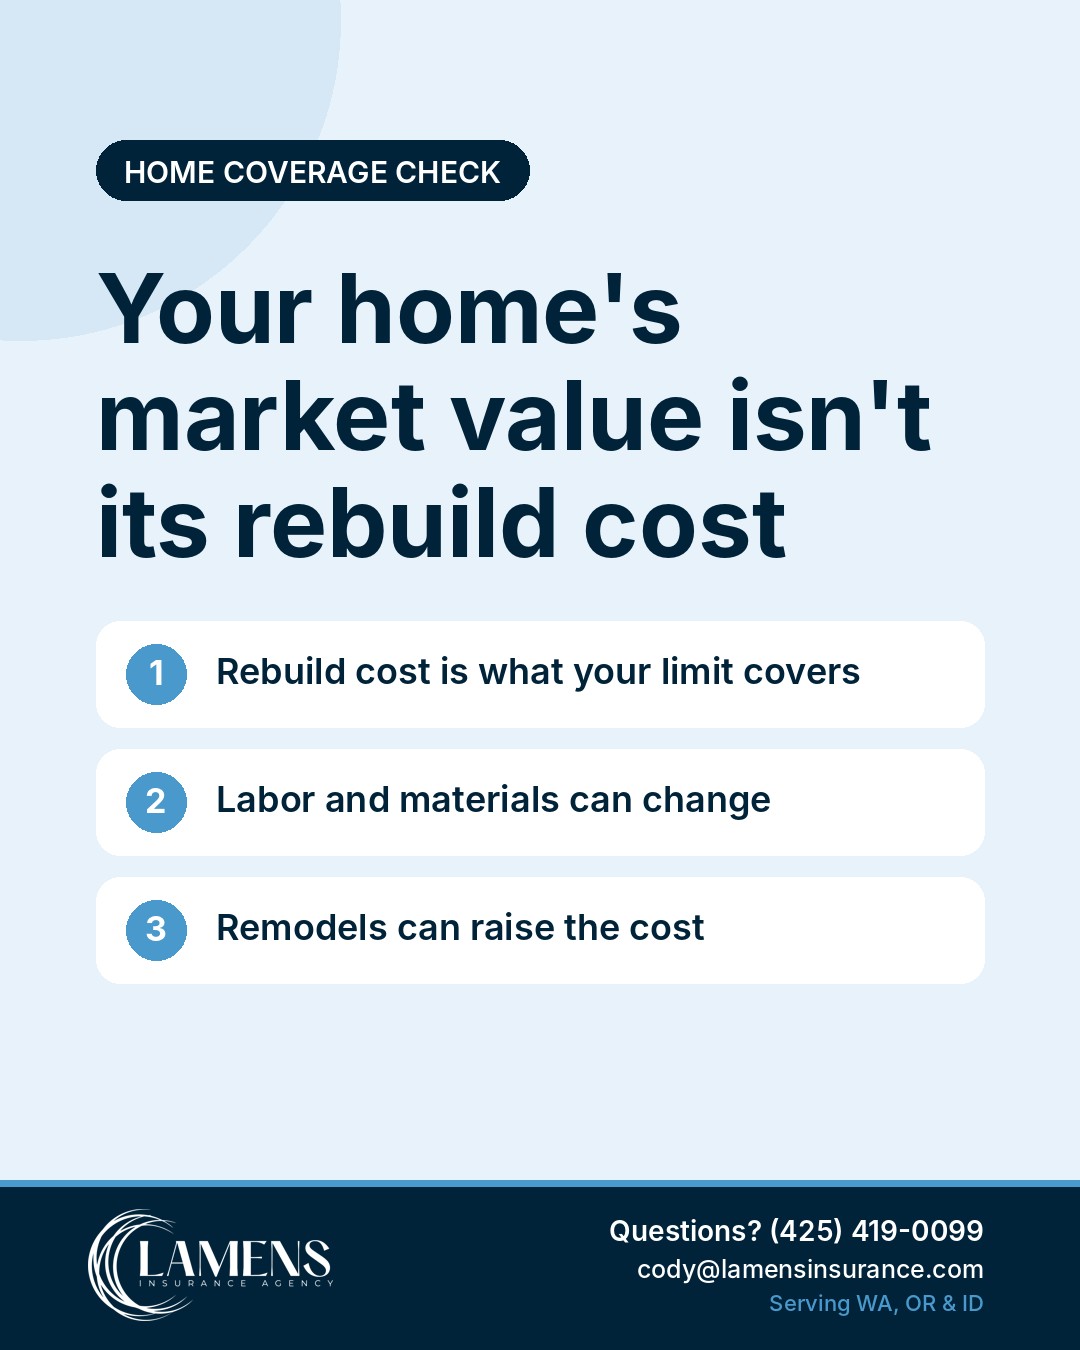 HOME COVERAGE CHECK
Your home's
market value isn't
its rebuild cost
1 Rebuild cost is what your limit covers
2 Labor and materials can change
3 Remodels can raise the cost
LAMENS
INSURANCE AGENCY
Questions? (425) 419-0099
cody@lamensinsurance.com
Serving WA, OR & ID